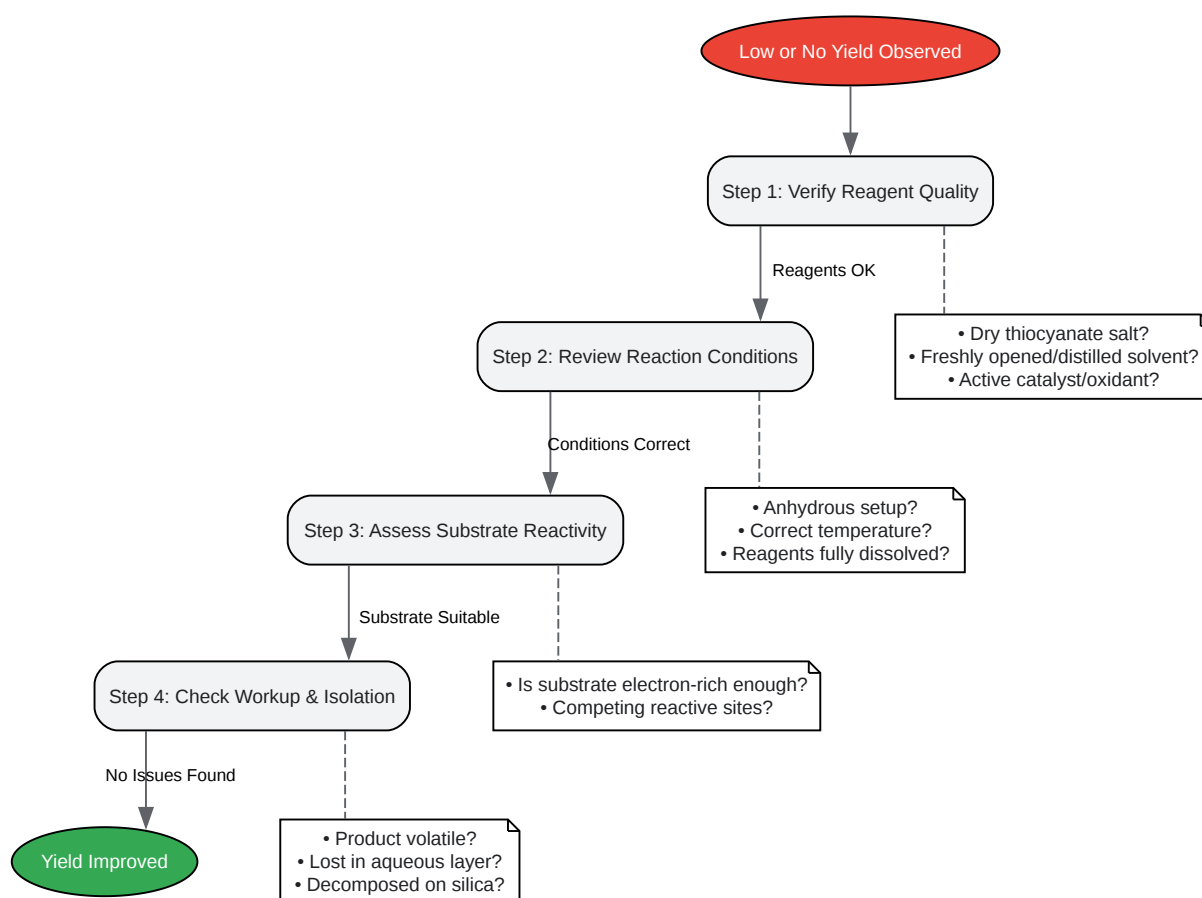 Low or No Yield Observed
Step 1: Verify Reagent Quality
Reagents OK
• Dry thiocyanate salt?
• Freshly opened/distilled solvent?
• Active catalyst/oxidant?
Step 2: Review Reaction Conditions
Conditions Correct
• Anhydrous setup?
• Correct temperature?
• Reagents fully dissolved?
Step 3: Assess Substrate Reactivity
Substrate Suitable
• Is substrate electron-rich enough?
• Competing reactive sites?
Step 4: Check Workup & Isolation
No Issues Found
• Product volatile?
• Lost in aqueous layer?
• Decomposed on silica?
Yield Improved